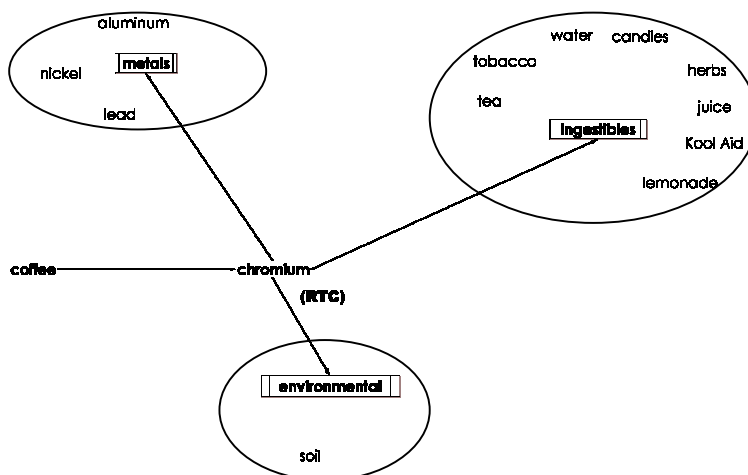 aluminum
metals
nickel
lead
water
candles
tobacco
herbs
tea
juice
ingestibles
Kool Aid
lemonade
coffee
chromium
(RTC)
environmental
soil